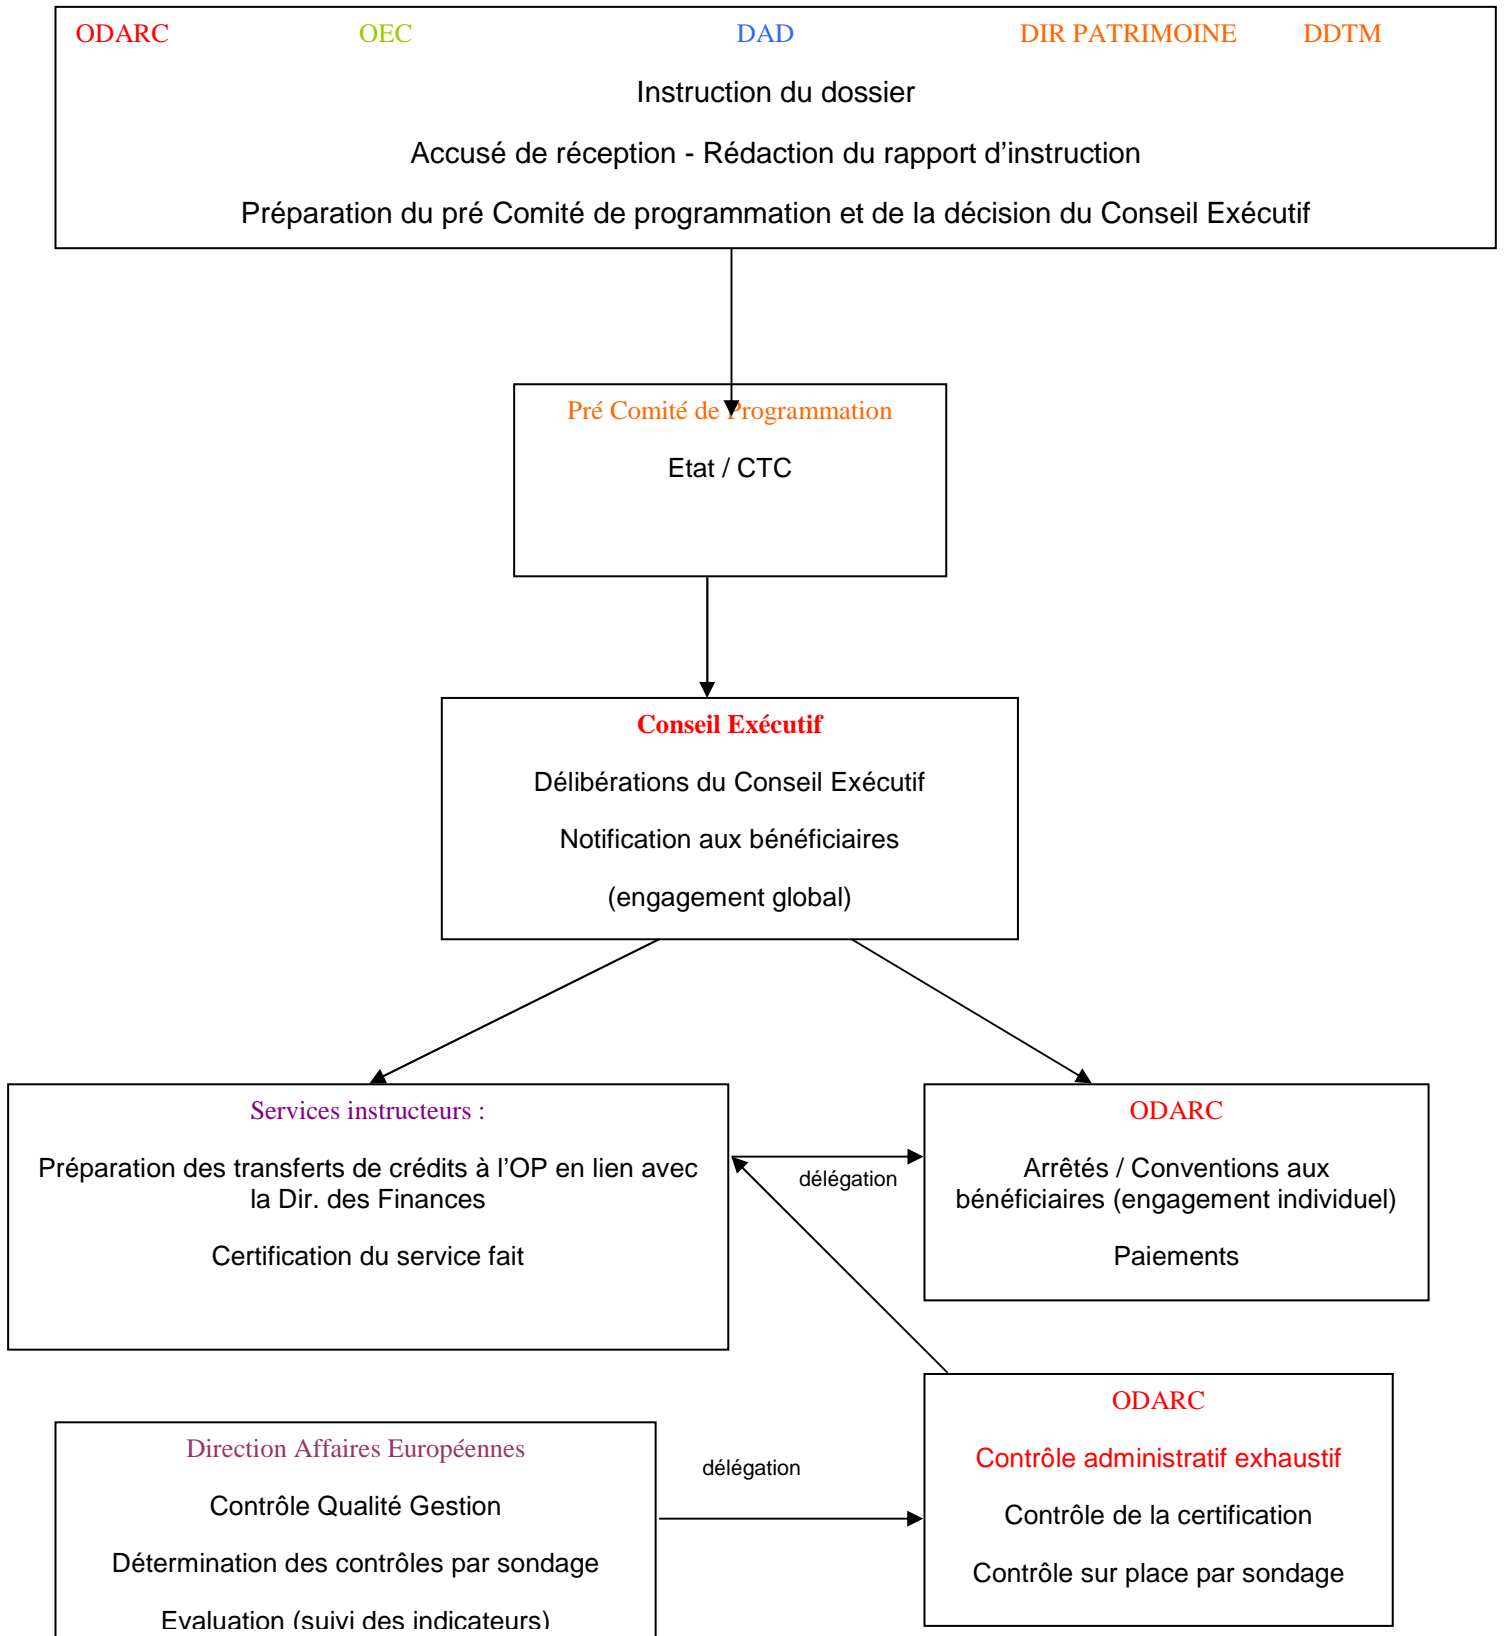 ODARC OEC DAD DIR PATRIMOINE DDTM
Instruction du dossier
Accusé de réception - Rédaction du rapport d’instruction
Préparation du pré Comité de programmation et de la décision du Conseil Exécutif
Pré Comité de Programmation
Etat / CTC
Conseil Exécutif
Délibérations du Conseil Exécutif
Notification aux bénéficiaires
(engagement global)
Services instructeurs :
Préparation des transferts de crédits à l’OP en lien avec
la Dir. des Finances
Certification du service fait
délégation
ODARC
Arrêtés / Conventions aux
bénéficiaires (engagement individuel)
Paiements
Direction Affaires Européennes
Contrôle Qualité Gestion
Détermination des contrôles par sondage
Evaluation (suivi des indicateurs)
délégation
ODARC
Contrôle administratif exhaustif
Contrôle de la certification
Contrôle sur place par sondage